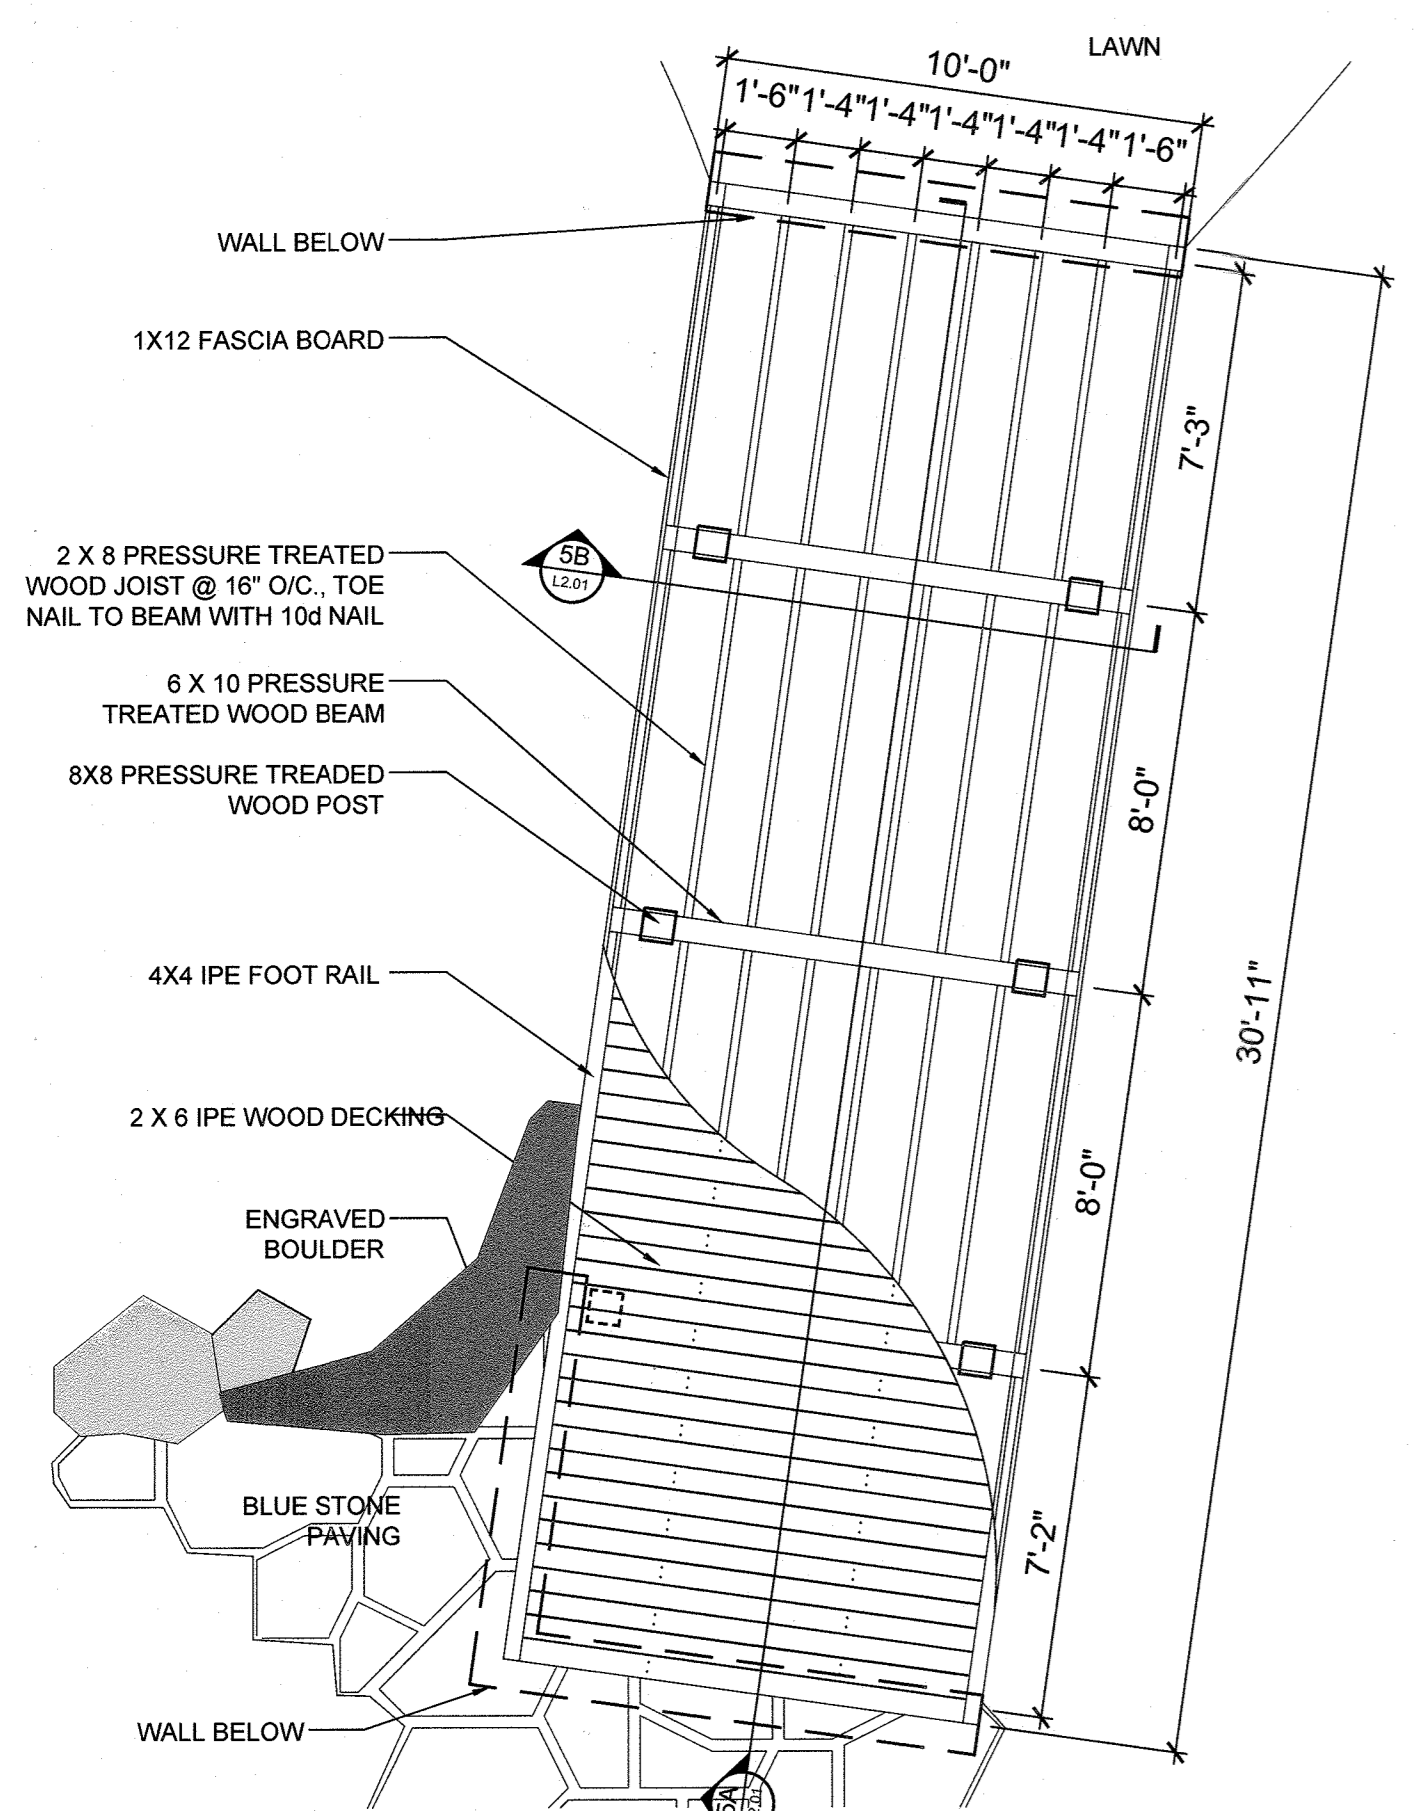 LAWN
10'-0"
1'-6" 1'-4" 1'-4" 1'-4" 1'-4" 1'-4" 1'-6"
WALL BELOW
1X12 FASCIA BOARD
7'-3"
2 X 8 PRESSURE TREATED
WOOD JOIST @ 16" O/C., TOE
NAIL TO BEAM WITH 10d NAIL
5B
L2.01
6 X 10 PRESSURE
TREATED WOOD BEAM
8X8 PRESSURE TREADED
WOOD POST
8'-0"
4X4 IPE FOOT RAIL
30'-11"
2 X 6 IPE WOOD DECKING
8'-0"
ENGRAVED
BOULDER
BLUE STONE
PAVING
7'-2"
WALL BELOW
5A